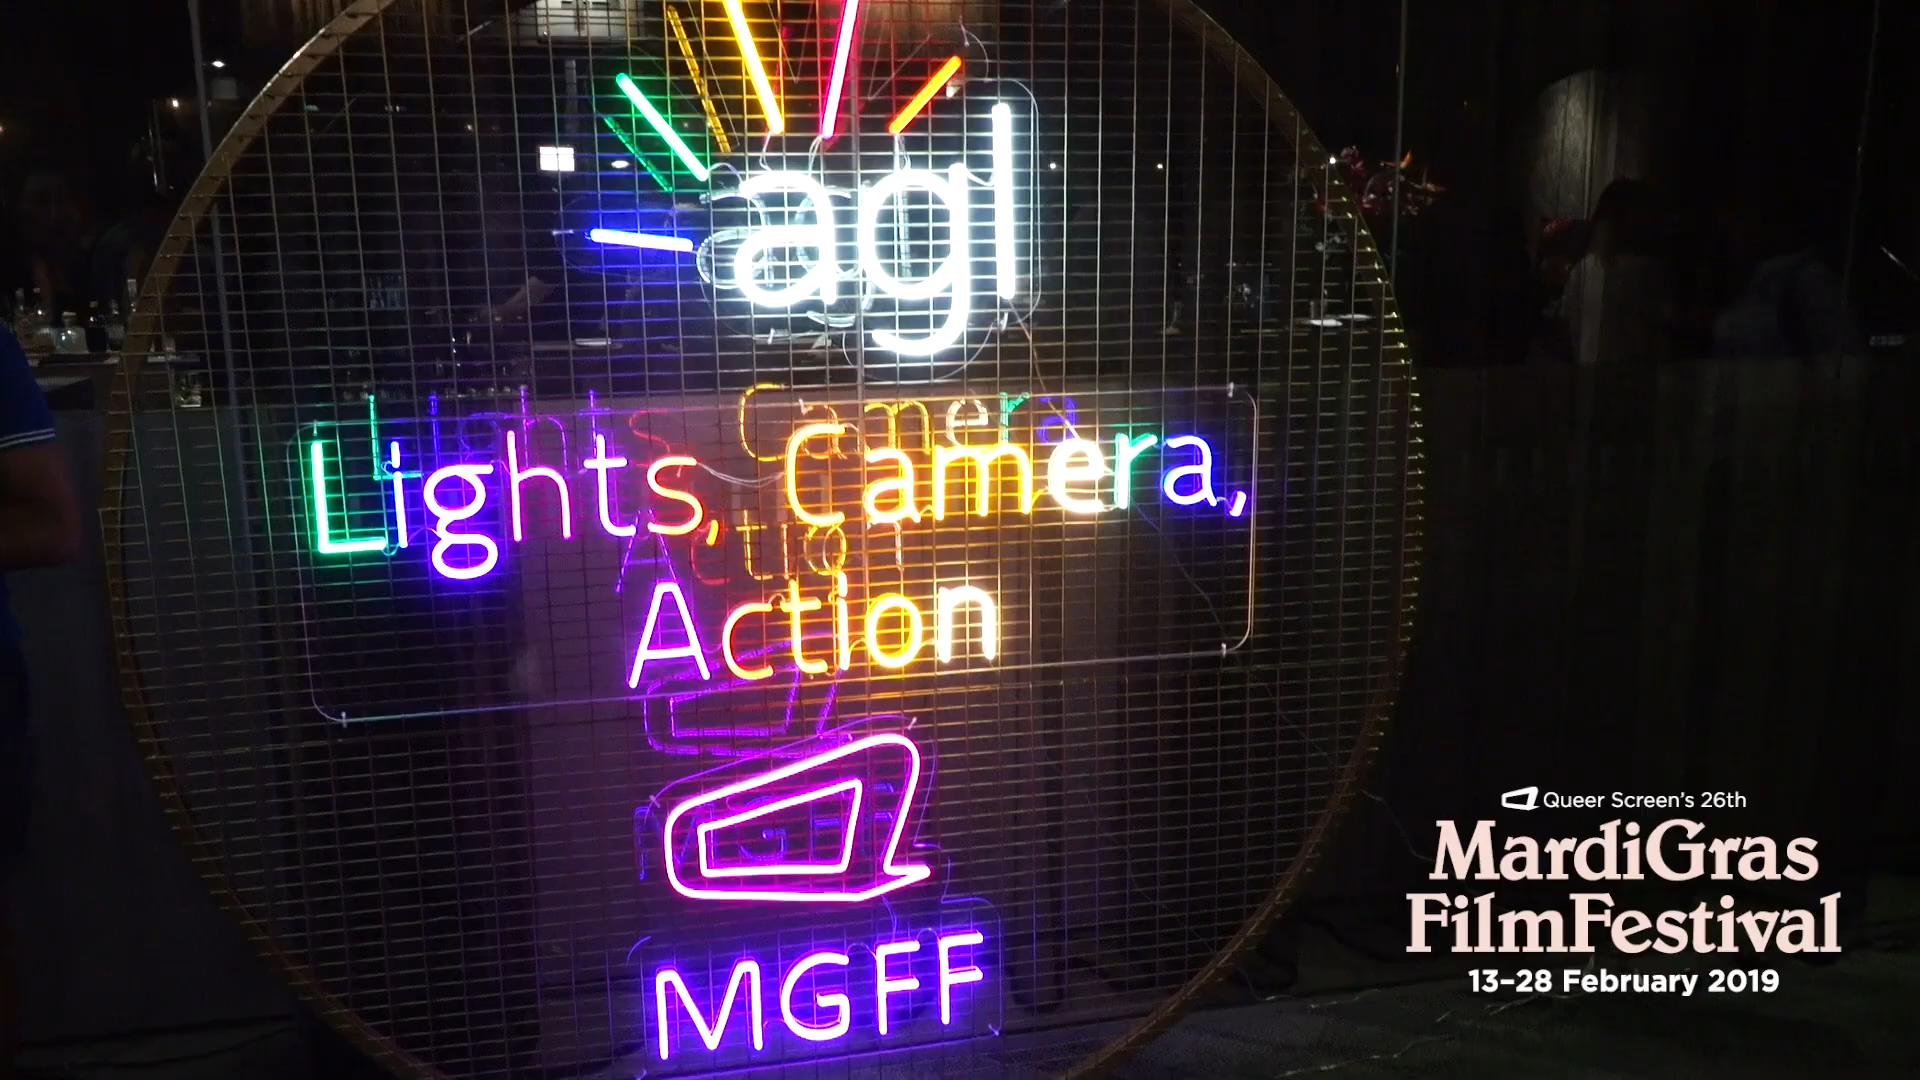 agl
Lights, Camera,
Action
MGFF
Queer Screen's 26th
MardiGras
FilmFestival
13–28 February 2019